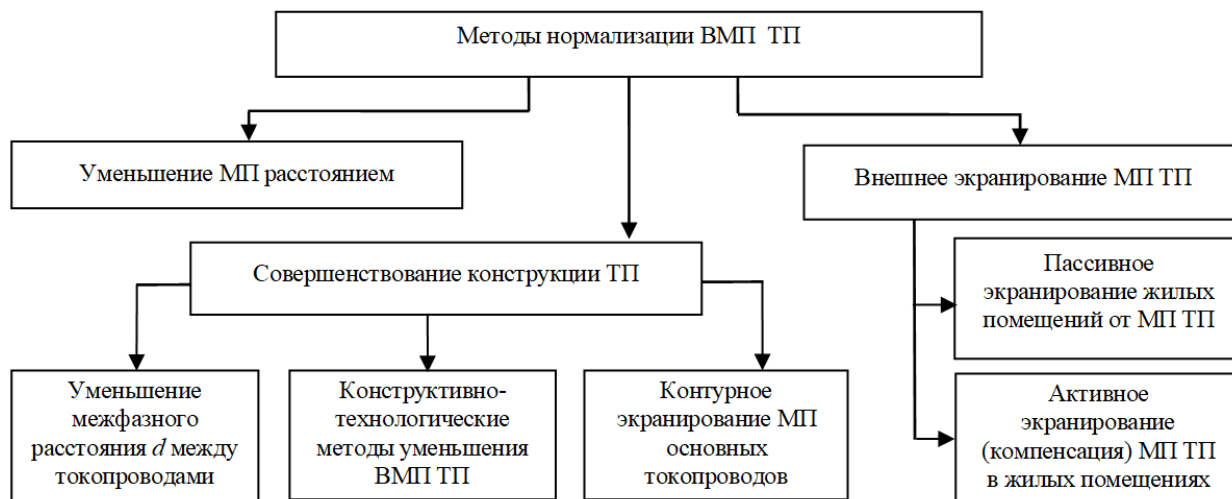 Методы нормализации ВМП ТП
Уменьшение МП расстоянием
Внешнее экранирование МП ТП
Совершенствование конструкции ТП
Пассивное
экранирование жилых
помещений от МП ТП
Уменьшение
межфазного
расстояния d между
токопроводами
Конструктивно-
технологические
методы уменьшения
ВМП ТП
Контурное
экранирование МП
основных
токопроводов
Активное
экранирование
(компенсация) МП ТП
в жилых помещениях